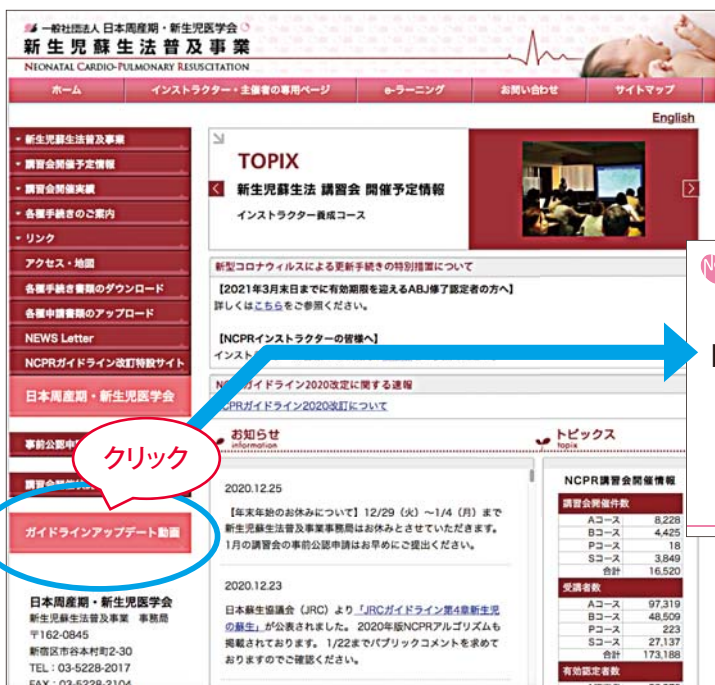 一般社団法人 日本周産期・新生児医学会
新生児蘇生法普及事業
NEONATAL CARDIO-PULMONARY RESUSCITATION
ホーム
インストラクター・主催者の専用ページ
e-ラーニング
お問い合わせ
サイトマップ
English
新生児蘇生法普及事業
講習会開催予定情報
講習会開催実績
各種手続きのご案内
リンク
アクセス・地図
各種手続き書類のダウンロード
各種申請書類のアップロード
NEWS Letter
NCPRガイドライン改訂特設サイト
日本周産期・新生児医学会
事前公認申
クリック
ガイドラインアップデート動画
日本周産期・新生児医学会
新生児蘇生法普及事業 事務局
〒162-0845
新宿区市谷本村町2-30
TEL：03-5228-2017
FAX：03-5228-2104
TOPIX
新生児蘇生法 講習会 開催予定情報
インストラクター養成コース
新型コロナウィルスによる更新手続きの特別措置について
【2021年3月末日までに有効期限を迎えるABJ修了認定者の方へ】
詳しくはこちらをご参照ください。
【NCPRインストラクターの皆様へ】
インスト
ガイドライン2020改定に関する速報
CPRガイドライン2020改訂について
お知らせ
information
2020.12.25
【年末年始のお休みについて】12/29（火）〜1/4（月）まで
新生児蘇生法普及事業事務局はお休みとさせていただきます。
1月の講習会の事前公認申請はお早めにご提出ください。
2020.12.23
日本蘇生協議会（JRC）より「JRCガイドライン第4章新生児
の蘇生」が公表されました。 2020年版NCPRアルゴリズムも
掲載されております。 1/22までパブリックコメントを求めて
おりますのでご確認ください。
トピックス
topix
NCPR講習会開催情報
講習会開催件数
Aコース 8,228
Bコース 4,425
Pコース 18
Sコース 3,849
合計 16,520
受講者数
Aコース 97,319
Bコース 48,509
Pコース 223
Sコース 27,137
合計 173,188
有効認定者数